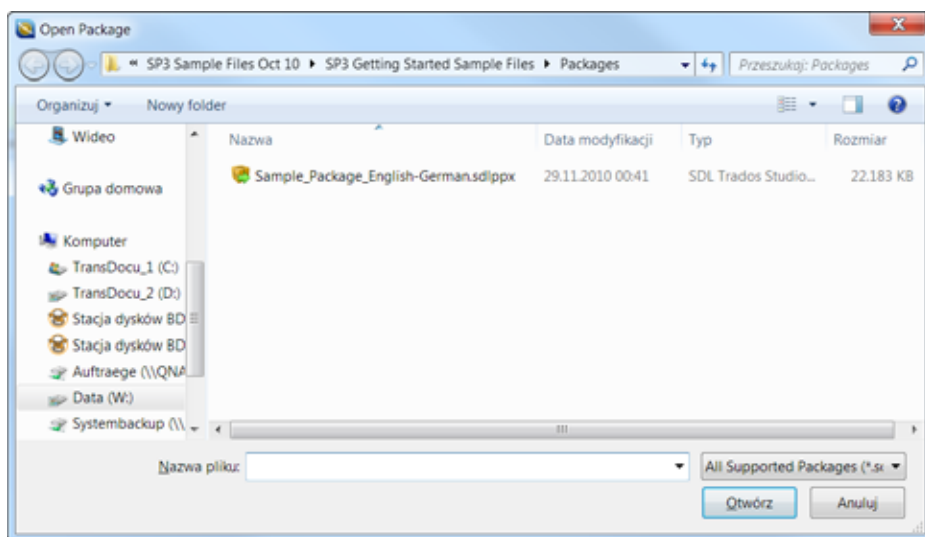 Open Package
« SP3 Sample Files Oct 10 ▸ SP3 Getting Started Sample Files ▸ Packages
Przeszukaj: Packages
Organizuj
Nowy folder
Wideo
Grupa domowa
Komputer
TransDocu_1 (C:)
TransDocu_2 (D:)
Stacja dysków BD
Stacja dysków BD
Auftraege (\\QNA
Data (W:)
Systembackup (\\
Nazwa Data modyfikacji Typ Rozmiar
Sample_Package_English-German.sdlppx 29.11.2010 00:41 SDL Trados Studio... 22.183 KB
Nazwa pliku:
All Supported Packages (*.s
Otwórz Anuluj